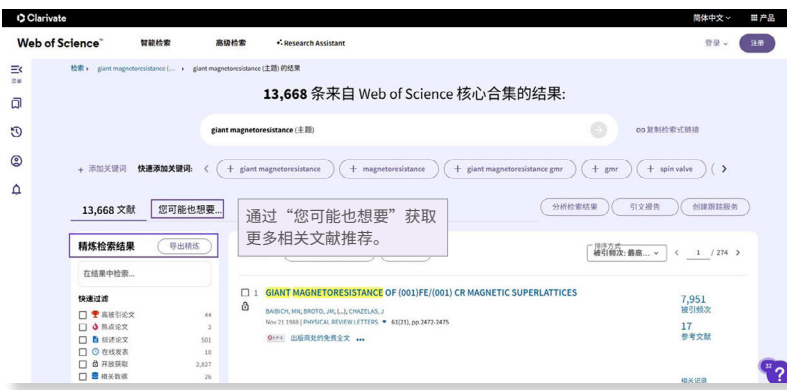 Clarivate
简体中文
产品
Web of Science™
智能检索
高级检索
Research Assistant
登录
注册
菜单
检索 > giant magnetoresistance (... > giant magnetoresistance (主题) 的结果
13,668 条来自 Web of Science 核心合集的结果:
giant magnetoresistance (主题)
复制检索式链接
+ 添加关键词 快速添加关键词:
+ giant magnetoresistance
+ magnetoresistance
+ giant magnetoresistance gmr
+ gmr
+ spin valve
13,668 文献
您可能也想要...
分析检索结果
引文报告
创建跟踪服务
通过“您可能也想要”获取
更多相关文献推荐。
精炼检索结果
导出精炼
排序方式
被引频次: 最高...
1 / 274
在结果中检索...
快速过滤
高被引论文 44
热点论文 2
综述论文 501
在线发表 10
开放获取 2,827
相关数据 26
1 GIANT MAGNETORESISTANCE OF (001)FE/(001) CR MAGNETIC SUPERLATTICES
BAIBICH, MN, BROTO, JM, (...), CHAZELAS, J
Nov 21 1988 | PHYSICAL REVIEW LETTERS 61(21), pp.2472-2475
出版商处的免费全文 •••
7,951
被引频次
17
参考文献
相关记录
32
?